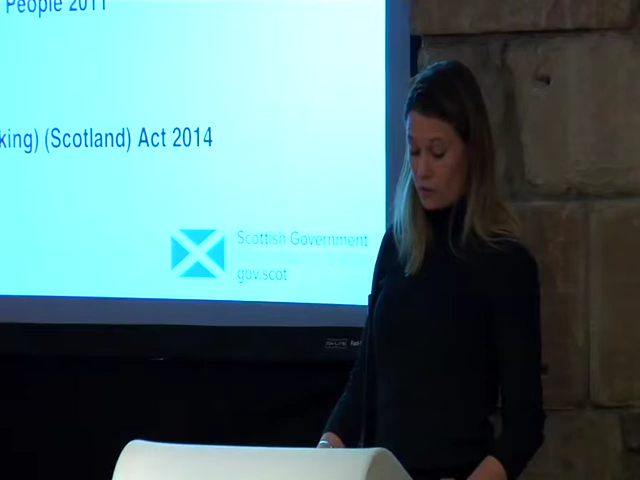 People 2011
king) (Scotland) Act 2014
Scottish Government
gov.scot